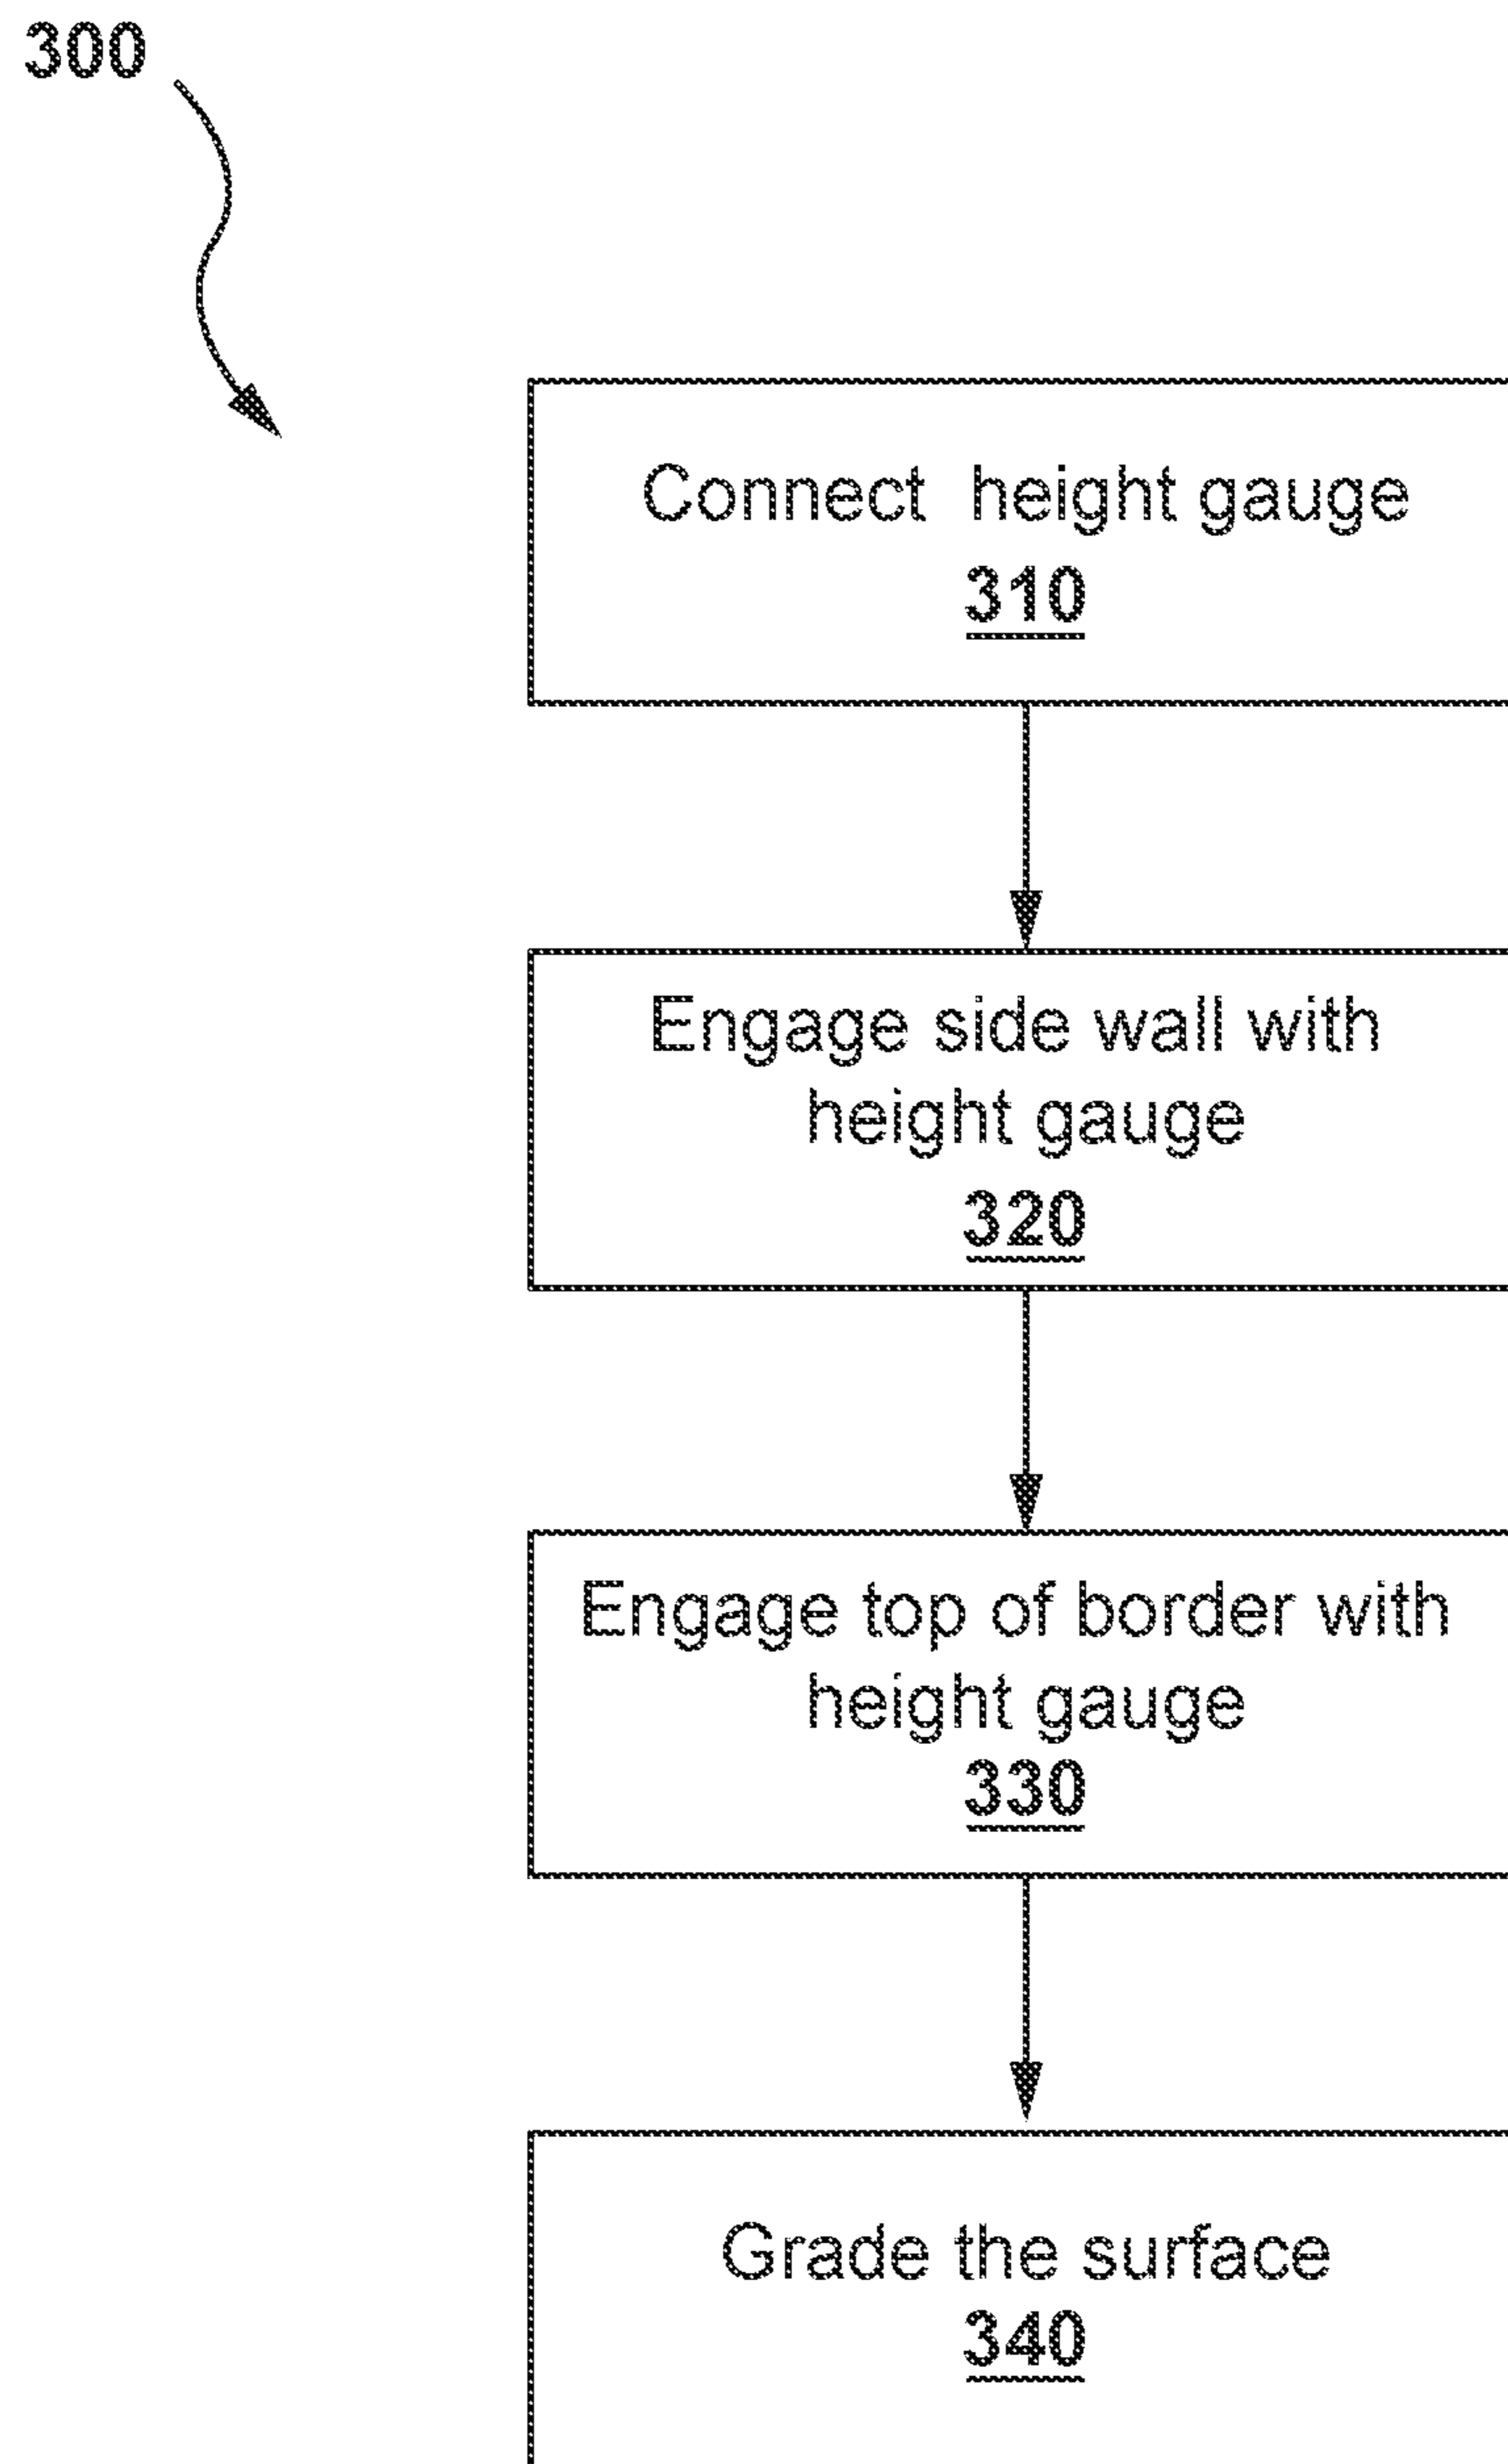 300
Connect height gauge
310
Engage side wall with
height gauge
320
Engage top of border with
height gauge
330
Grade the surface
340